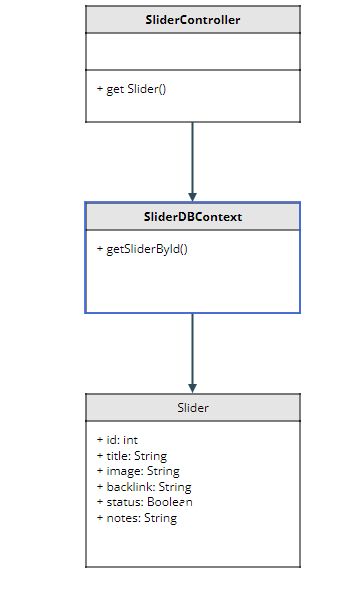 SliderController
+ get Slider()
SliderDBContext
+ getSliderById()
Slider
+ id: int
+ title: String
+ image: String
+ backlink: String
+ status: Boolean
+ notes: String